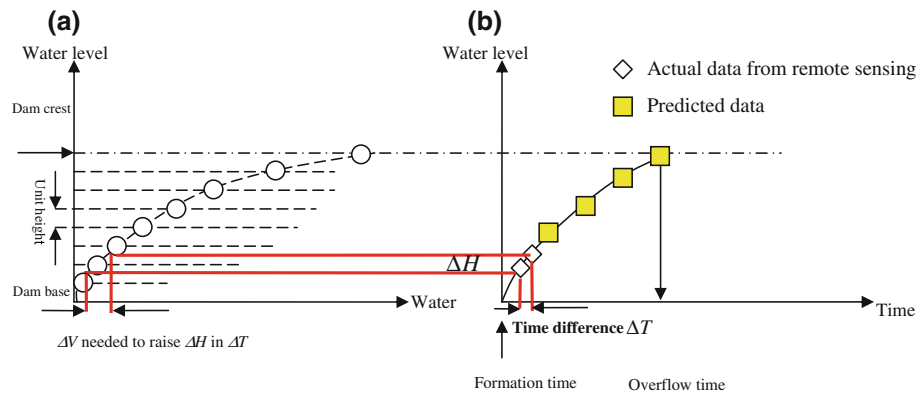 (a)
Water level
Dam crest
Unit height
Dam base
Water
ΔV needed to raise ΔH in ΔT
(b)
Water level
Actual data from remote sensing
Predicted data
ΔH
Time
Time difference ΔT
Formation time
Overflow time